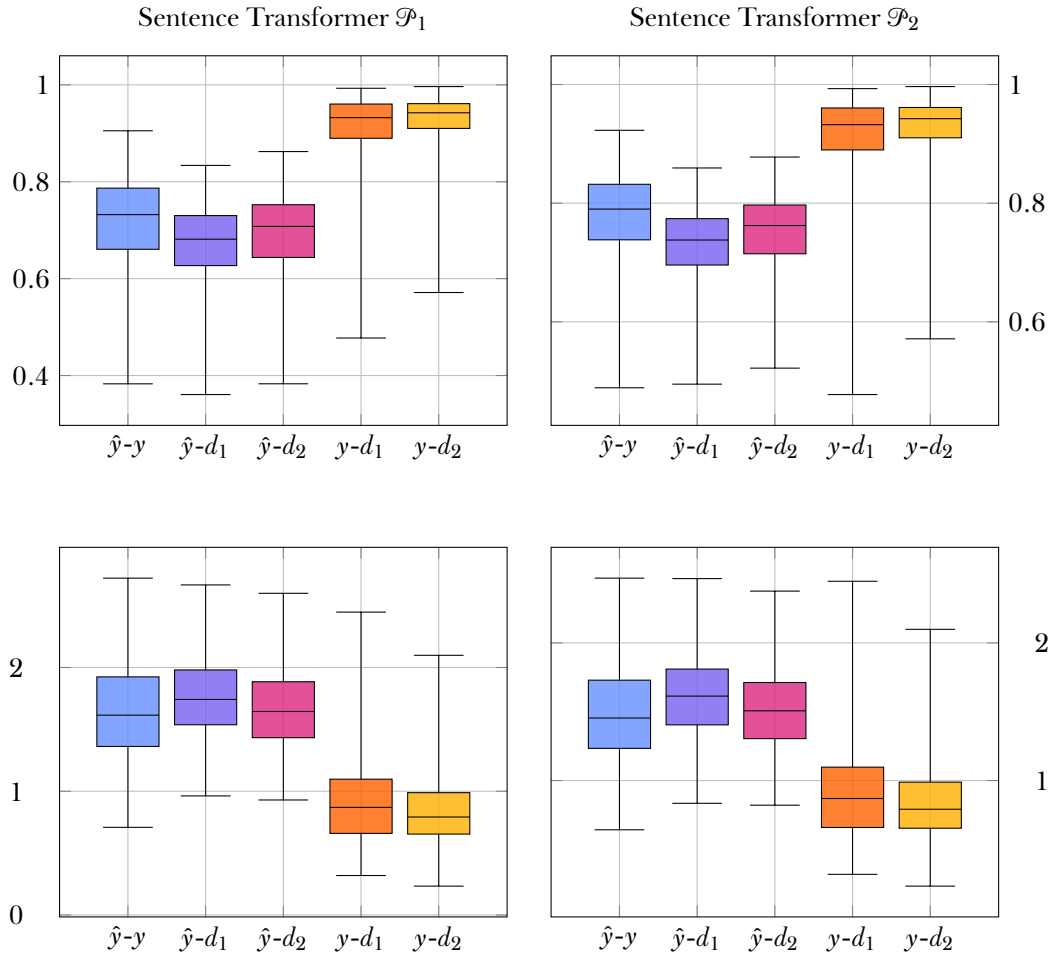 Sentence Transformer 𝒫₁ Sentence Transformer 𝒫₂
1 1
0.8 0.8
0.6 0.6
0.4
ŷ-y ŷ-d₁ ŷ-d₂ y-d₁ y-d₂ ŷ-y ŷ-d₁ ŷ-d₂ y-d₁ y-d₂
2 2
1 1
0
ŷ-y ŷ-d₁ ŷ-d₂ y-d₁ y-d₂ ŷ-y ŷ-d₁ ŷ-d₂ y-d₁ y-d₂